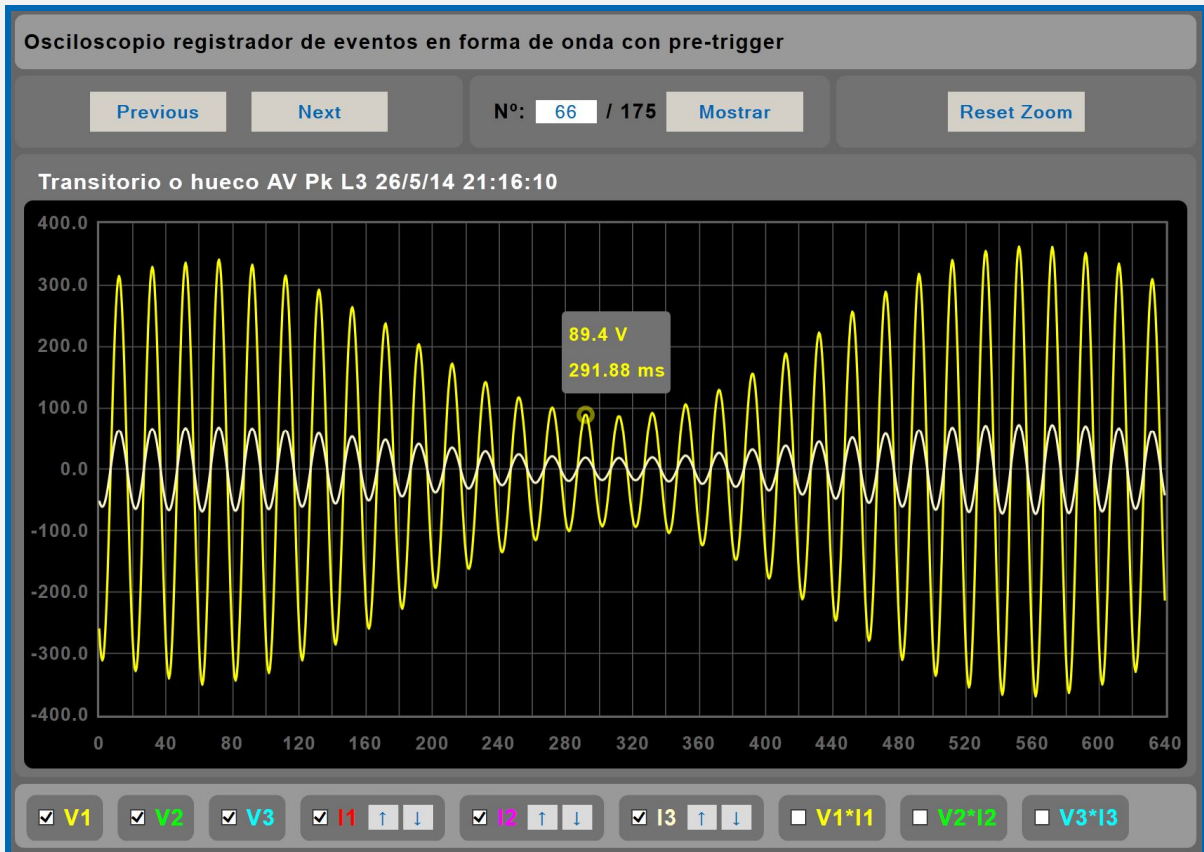 Osciloscopio registrador de eventos en forma de onda con pre-trigger
Previous Next Nº: 66 / 175 Mostrar Reset Zoom
Transitorio o hueco AV Pk L3 26/5/14 21:16:10
400.0
300.0
200.0
100.0
0.0
-100.0
-200.0
-300.0
-400.0
89.4 V
291.88 ms
0 40 80 120 160 200 240 280 320 360 400 440 480 520 560 600 640
V1 V2 V3 I1 ↑ ↓ I2 ↑ ↓ I3 ↑ ↓ V1*I1 V2*I2 V3*I3